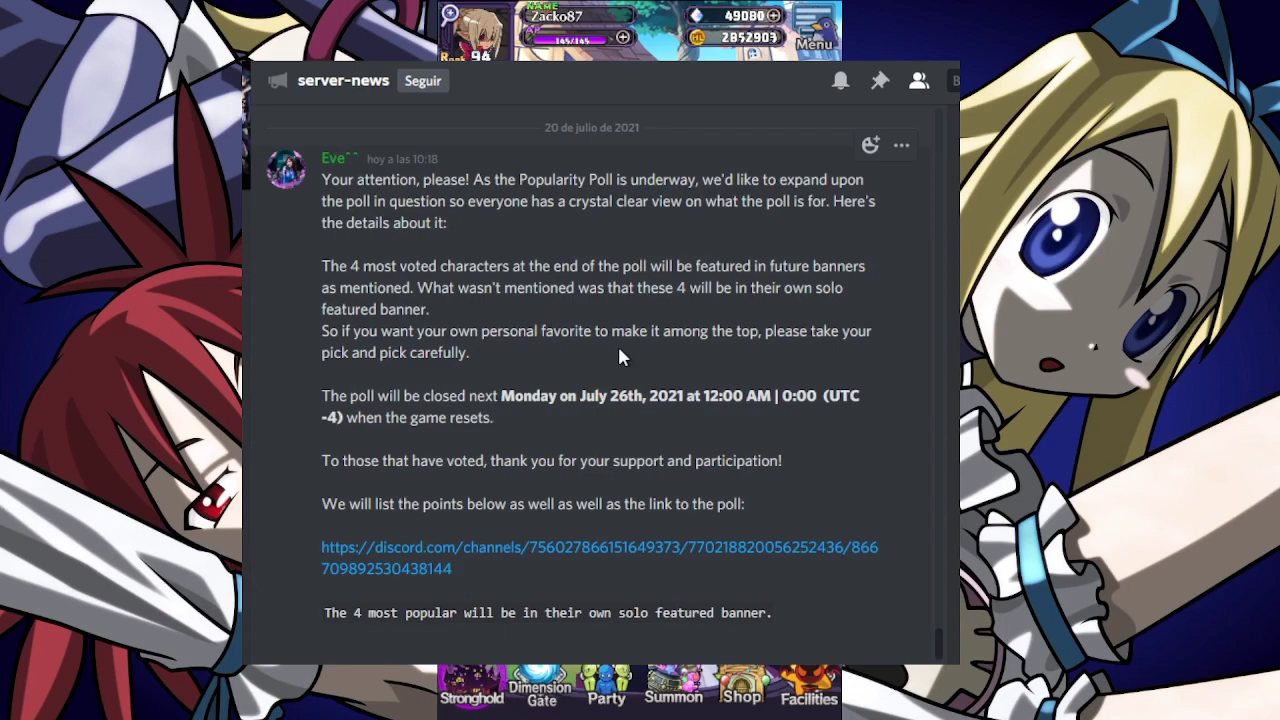 NAME
Zacko87
145/145
Rank 94
49080
2852903
Menu
server-news
Seguir
20 de julio de 2021
Eve^^ hoy a las 10:18
Your attention, please! As the Popularity Poll is underway, we'd like to expand upon
the poll in question so everyone has a crystal clear view on what the poll is for. Here's
the details about it:
The 4 most voted characters at the end of the poll will be featured in future banners
as mentioned. What wasn't mentioned was that these 4 will be in their own solo
featured banner.
So if you want your own personal favorite to make it among the top, please take your
pick and pick carefully.
The poll will be closed next Monday on July 26th, 2021 at 12:00 AM | 0:00 (UTC
-4) when the game resets.
To those that have voted, thank you for your support and participation!
We will list the points below as well as well as the link to the poll:
https://discord.com/channels/756027866151649373/770218820056252436/866
709892530438144
The 4 most popular will be in their own solo featured banner.
Stronghold
Dimension
Gate
Party
Summon
Shop
Facilities